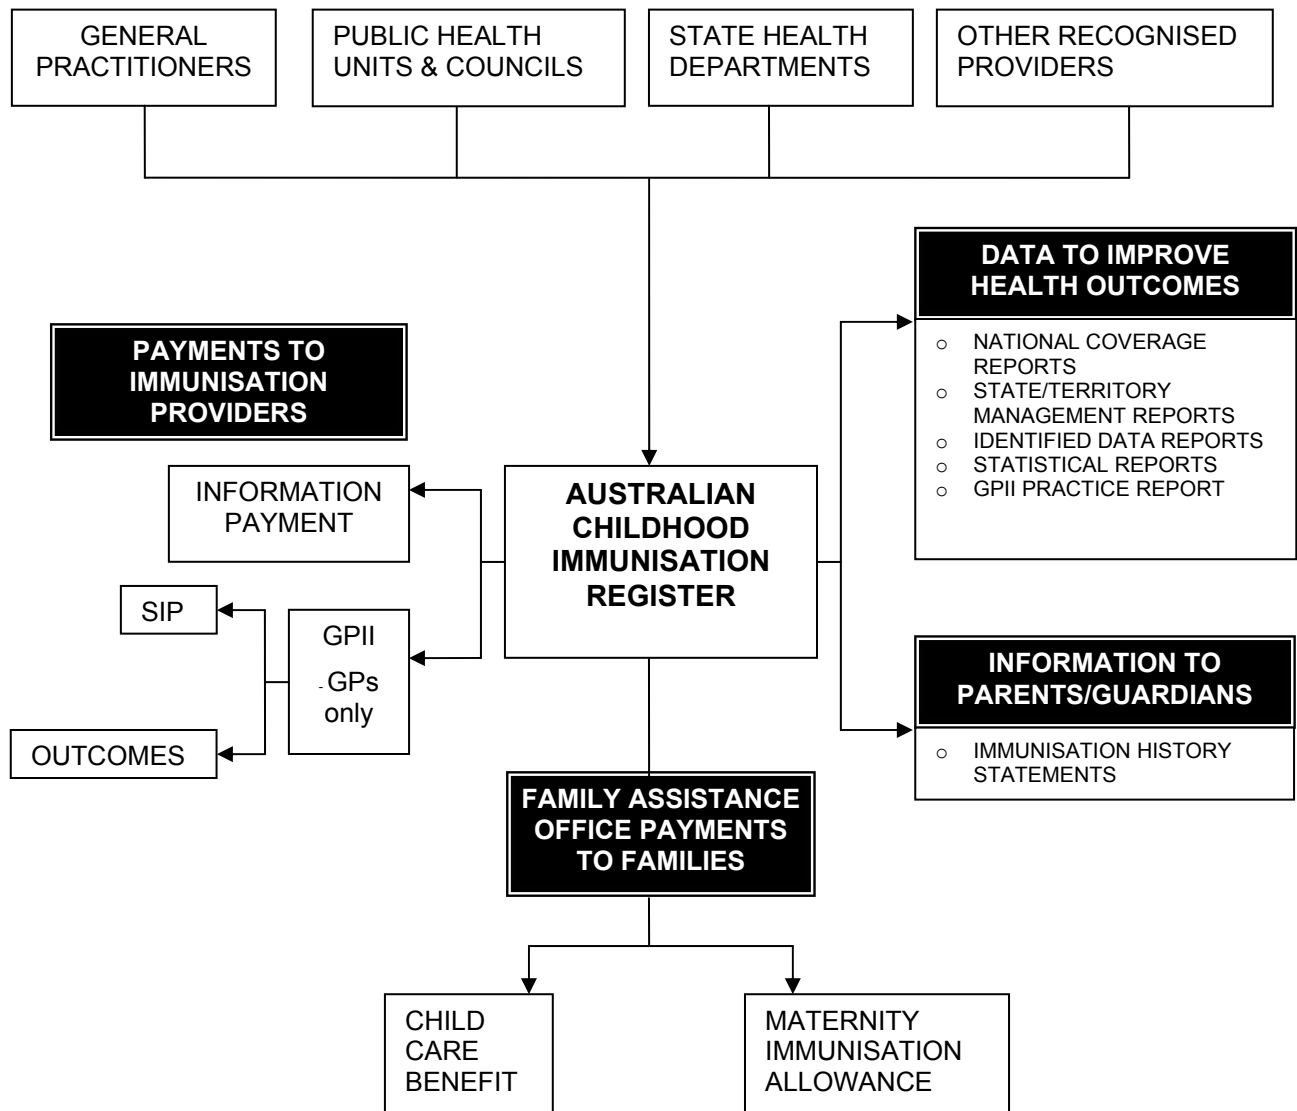 GENERAL
PRACTITIONERS
PUBLIC HEALTH
UNITS & COUNCILS
STATE HEALTH
DEPARTMENTS
OTHER RECOGNISED
PROVIDERS
DATA TO IMPROVE
HEALTH OUTCOMES
o NATIONAL COVERAGE
REPORTS
o STATE/TERRITORY
MANAGEMENT REPORTS
o IDENTIFIED DATA REPORTS
o STATISTICAL REPORTS
o GPII PRACTICE REPORT
PAYMENTS TO
IMMUNISATION
PROVIDERS
INFORMATION
PAYMENT
AUSTRALIAN
CHILDHOOD
IMMUNISATION
REGISTER
SIP
GPII
- GPs
only
OUTCOMES
INFORMATION TO
PARENTS/GUARDIANS
o IMMUNISATION HISTORY
STATEMENTS
FAMILY ASSISTANCE
OFFICE PAYMENTS
TO FAMILIES
CHILD
CARE
BENEFIT
MATERNITY
IMMUNISATION
ALLOWANCE